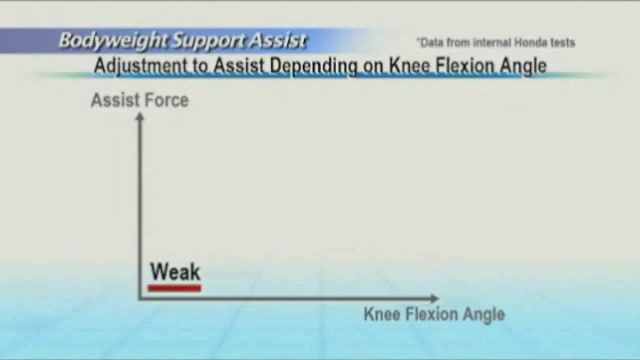 Bodyweight Support Assist
*Data from internal Honda tests
Adjustment to Assist Depending on Knee Flexion Angle
Assist Force
Weak
Knee Flexion Angle